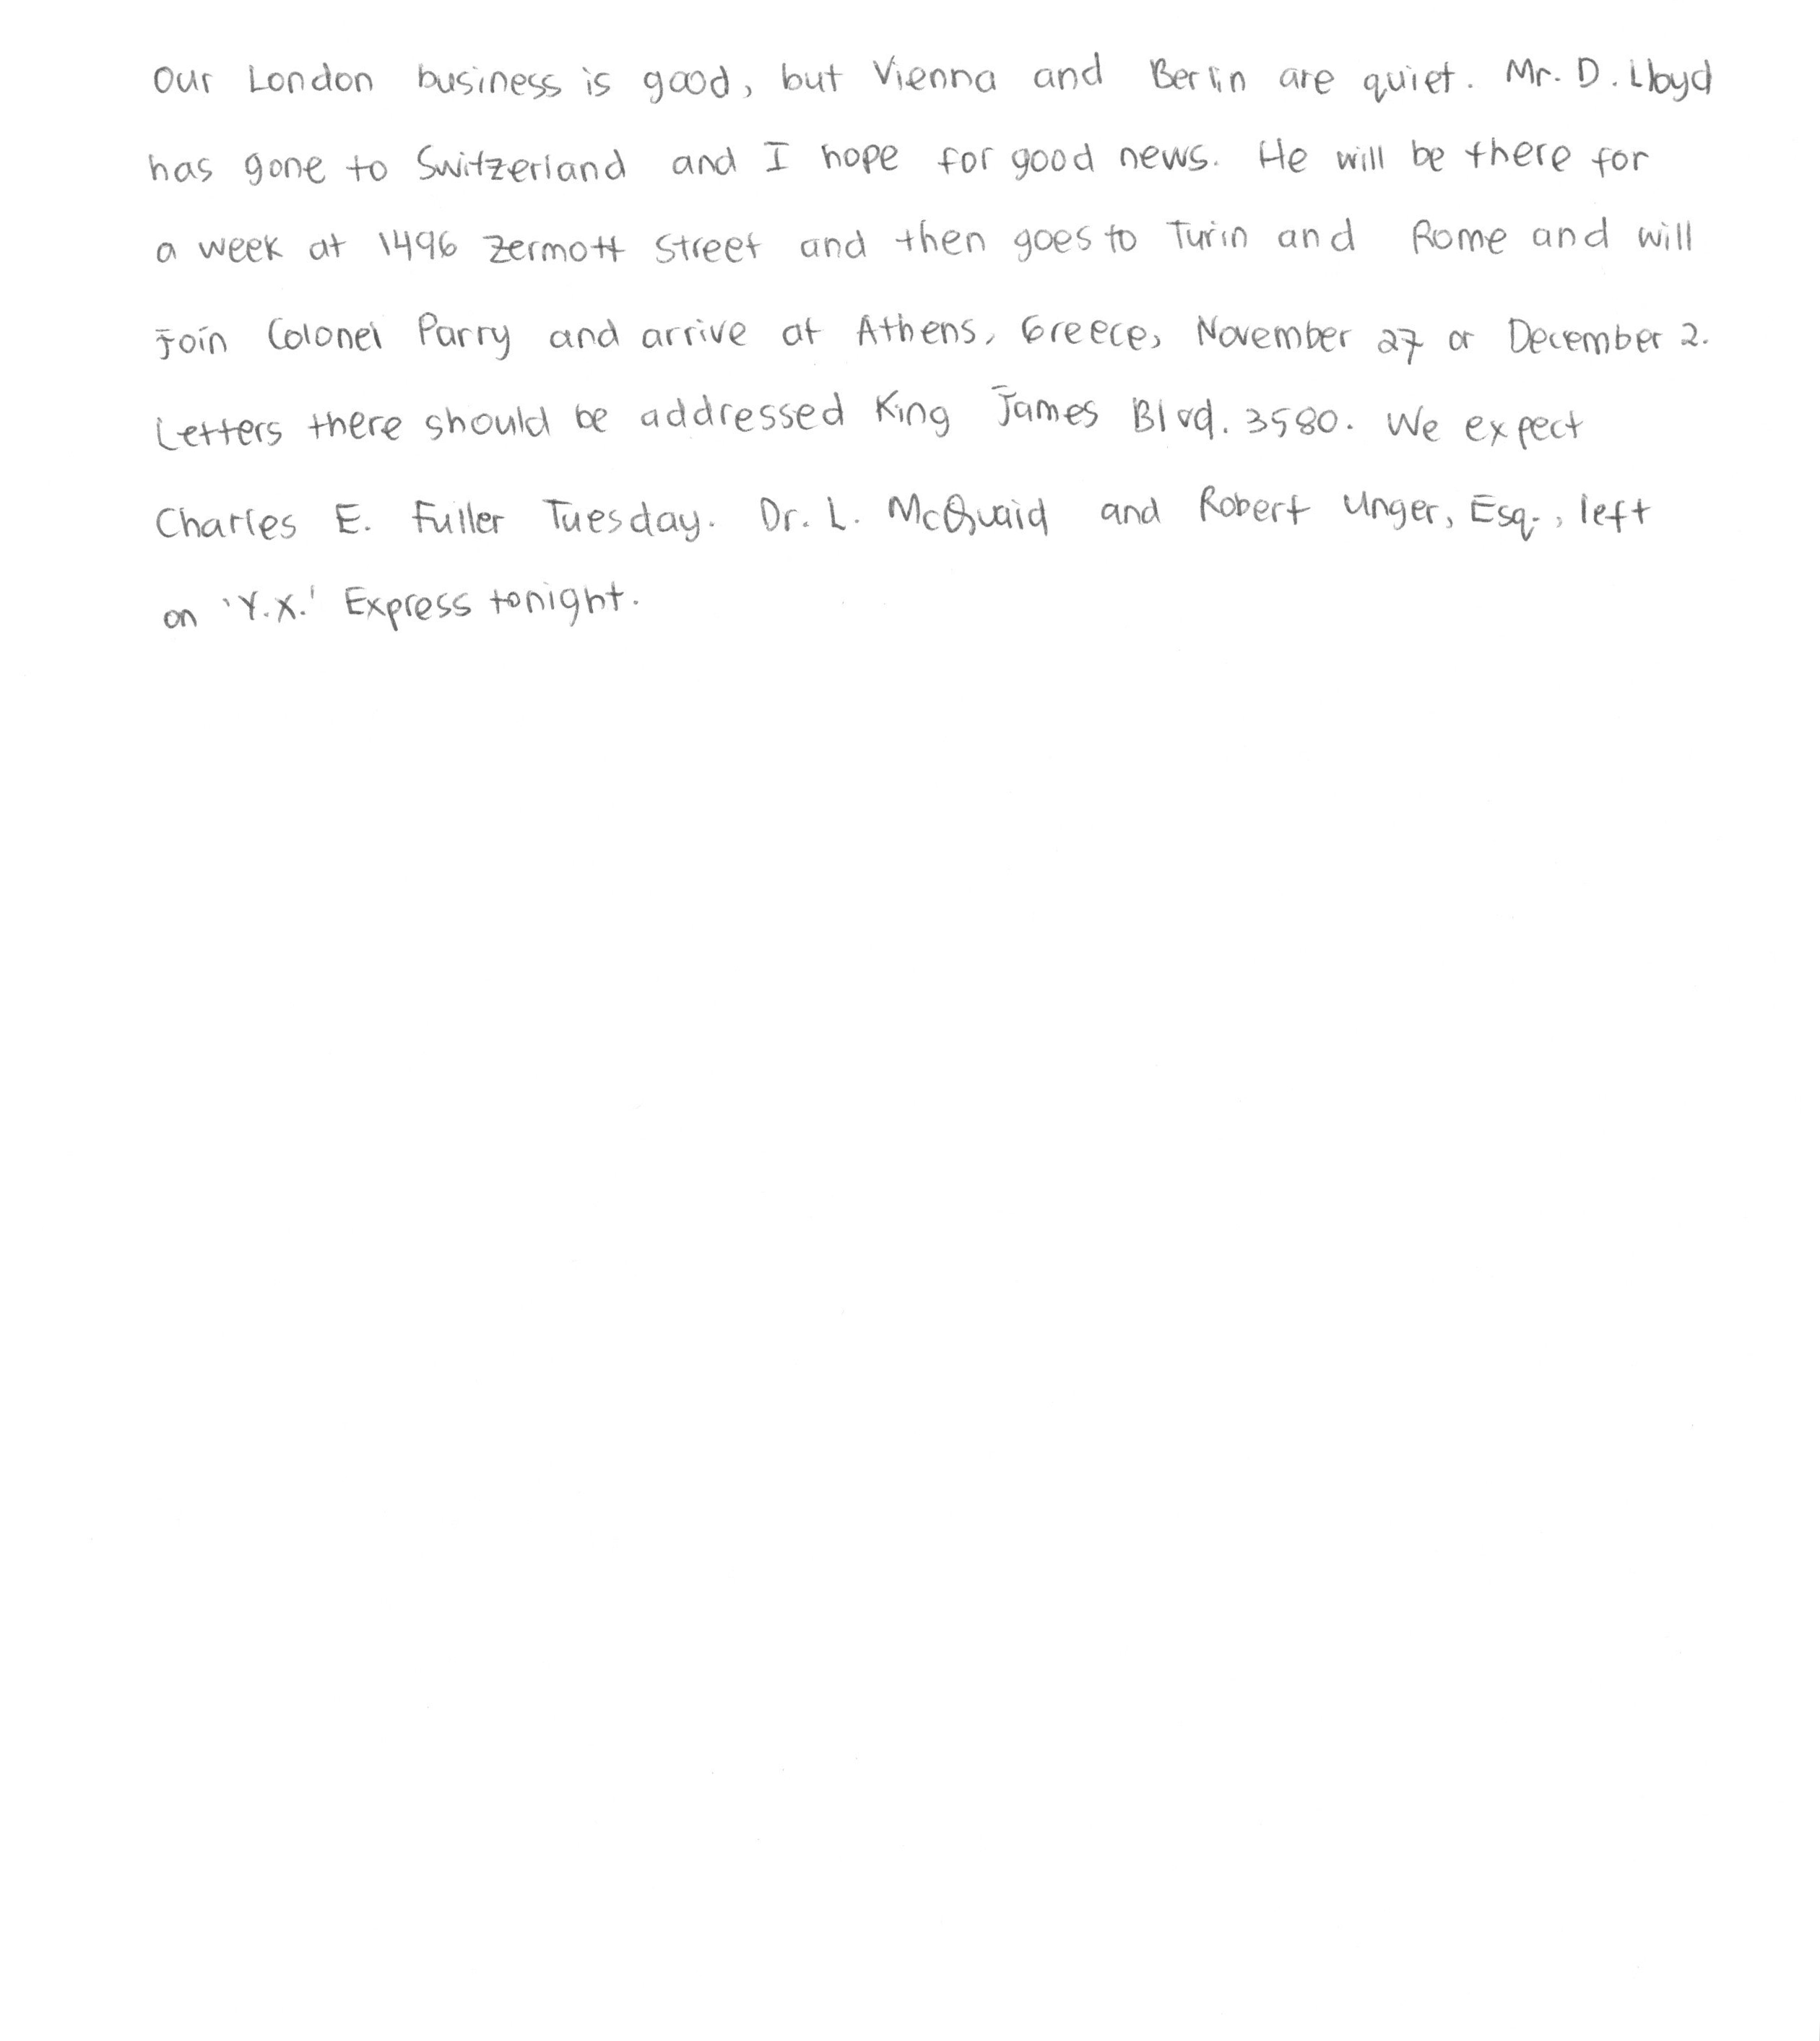 Our London business is good, but Vienna and Berlin are quiet. Mr. D. Lloyd
has gone to Switzerland and I hope for good news. He will be there for
a week at 1496 Zermott Street and then goes to Turin and Rome and will
join Colonel Parry and arrive at Athens, Greece, November 27 or December 2.
Letters there should be addressed King James Blvd. 3580. We expect
Charles E. Fuller Tuesday. Dr. L. McQuaid and Robert Unger, Esq., left
on 'Y.X.' Express tonight.